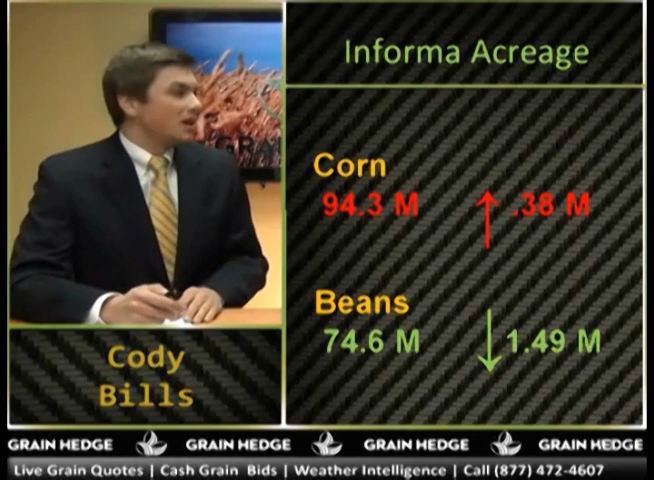 Informa Acreage
Corn
94.3 M ↑ .38 M
Beans
74.6 M ↓ 1.49 M
Cody
Bills
GRAIN HEDGE GRAIN HEDGE GRAIN HEDGE GRAIN HEDGE
Live Grain Quotes | Cash Grain Bids | Weather Intelligence | Call (877) 472-4607